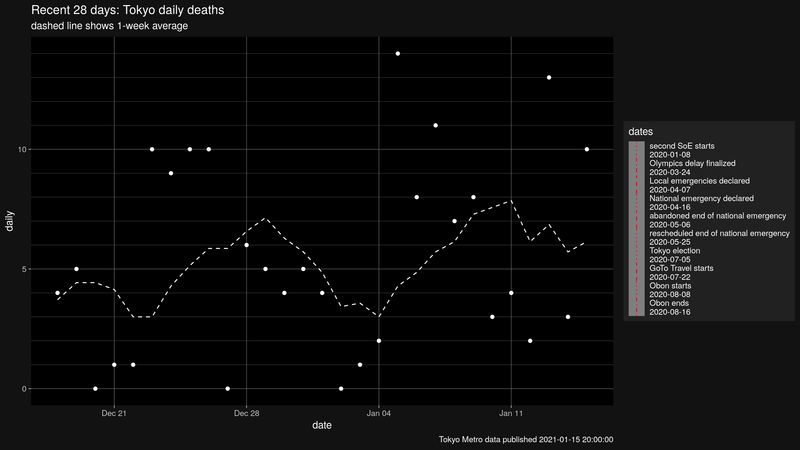 Recent 28 days: Tokyo daily deaths
dashed line shows 1-week average
daily
10
5
0
Dec 21
Dec 28
Jan 04
Jan 11
date
dates
second SoE starts
2020-01-08
Olympics delay finalized
2020-03-24
Local emergencies declared
2020-04-07
National emergency declared
2020-04-16
abandoned end of national emergency
2020-05-06
rescheduled end of national emergency
2020-05-25
Tokyo election
2020-07-05
GoTo Travel starts
2020-07-22
Obon starts
2020-08-08
Obon ends
2020-08-16
Tokyo Metro data published 2021-01-15 20:00:00